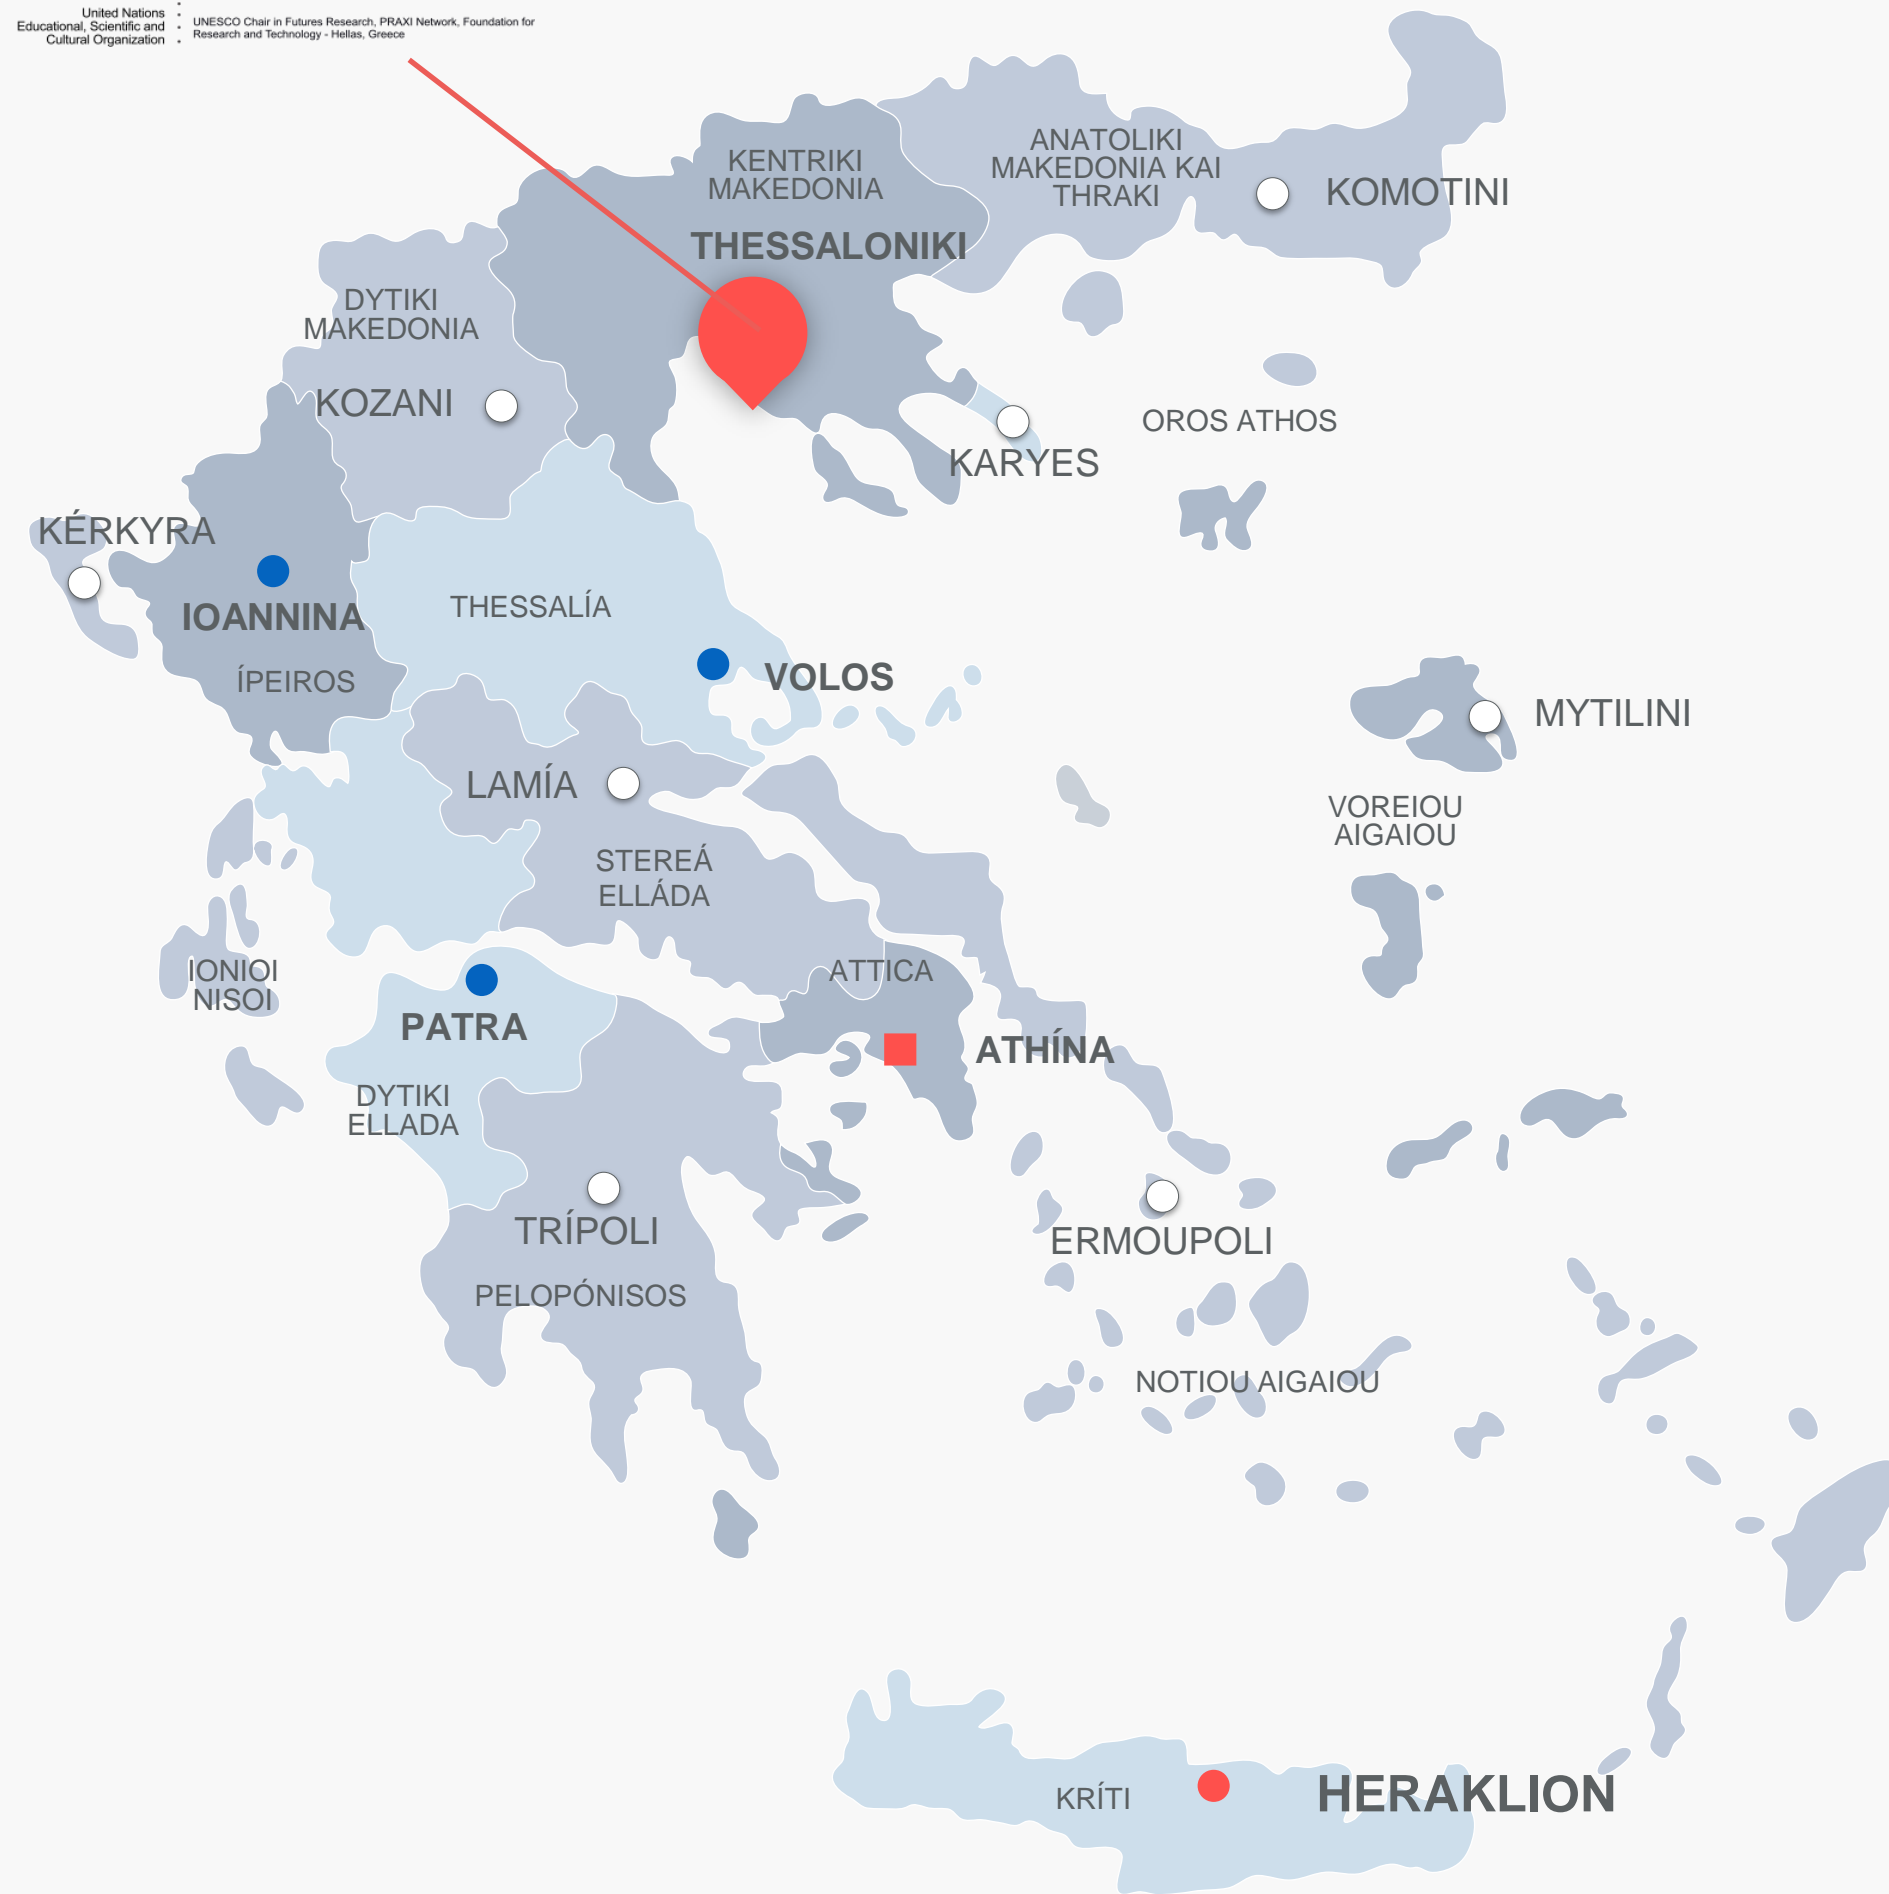 United Nations
Educational, Scientific and
Cultural Organization
UNESCO Chair in Futures Research, PRAXI Network, Foundation for
Research and Technology - Hellas, Greece
KENTRIKI
MAKEDONIA
ANATOLIKI
MAKEDONIA KAI
THRAKI
KOMOTINI
THESSALONIKI
DYTIKI
MAKEDONIA
KOZANI
OROS ATHOS
KARYES
KÉRKYRA
IOANNINA
THESSALÍA
ÍPEIROS
VOLOS
MYTILINI
LAMÍA
VOREIOU
AIGAIOU
STEREÁ
ELLÁDA
IONIOI
NISOI
ATTICA
PATRA
ATHÍNA
DYTIKI
ELLADA
TRÍPOLI
ERMOUPOLI
PELOPÓNISOS
NOTIOU AIGAIOU
KRÍTI
HERAKLION